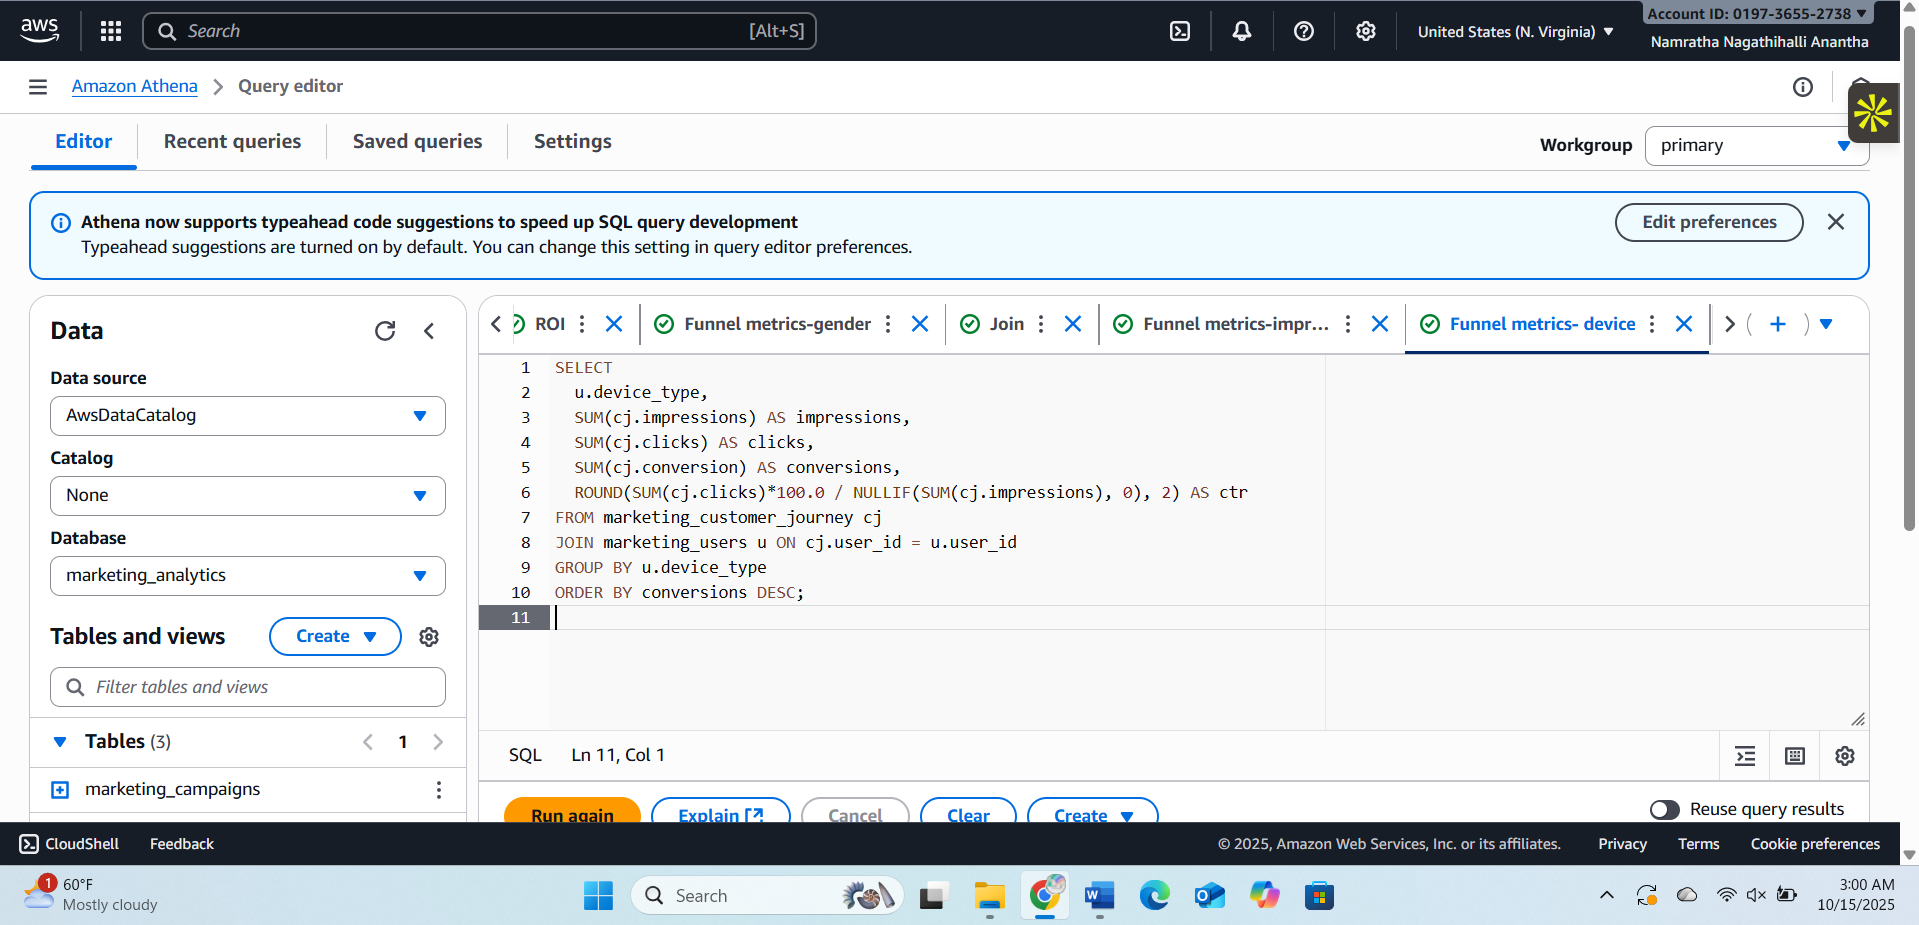 aws
Search [Alt+S]
United States (N. Virginia)
Account ID: 0197-3655-2738
Namratha Nagathihalli Anantha
Amazon Athena > Query editor
Editor
Recent queries
Saved queries
Settings
Workgroup
primary
Athena now supports typeahead code suggestions to speed up SQL query development
Typeahead suggestions are turned on by default. You can change this setting in query editor preferences.
Edit preferences
Data
Data source
AwsDataCatalog
Catalog
None
Database
marketing_analytics
Tables and views
Create
Filter tables and views
Tables (3)
1
marketing_campaigns
ROI
Funnel metrics-gender
Join
Funnel metrics-impr...
Funnel metrics- device
1 SELECT
2 u.device_type,
3 SUM(cj.impressions) AS impressions,
4 SUM(cj.clicks) AS clicks,
5 SUM(cj.conversion) AS conversions,
6 ROUND(SUM(cj.clicks)*100.0 / NULLIF(SUM(cj.impressions), 0), 2) AS ctr
7 FROM marketing_customer_journey cj
8 JOIN marketing_users u ON cj.user_id = u.user_id
9 GROUP BY u.device_type
10 ORDER BY conversions DESC;
11
SQL Ln 11, Col 1
Run again
Explain
Cancel
Clear
Create
Reuse query results
CloudShell
Feedback
© 2025, Amazon Web Services, Inc. or its affiliates.
Privacy
Terms
Cookie preferences
1
60°F
Mostly cloudy
Search
3:00 AM
10/15/2025